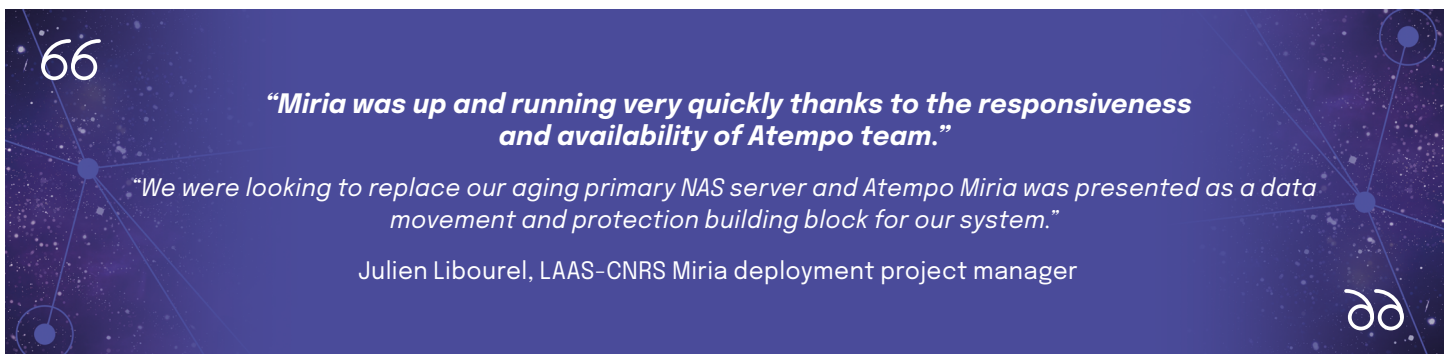 “Miria was up and running very quickly thanks to the responsiveness
and availability of Atempo team.”
“We were looking to replace our aging primary NAS server and Atempo Miria was presented as a data
movement and protection building block for our system.”
Julien Libourel, LAAS-CNRS Miria deployment project manager